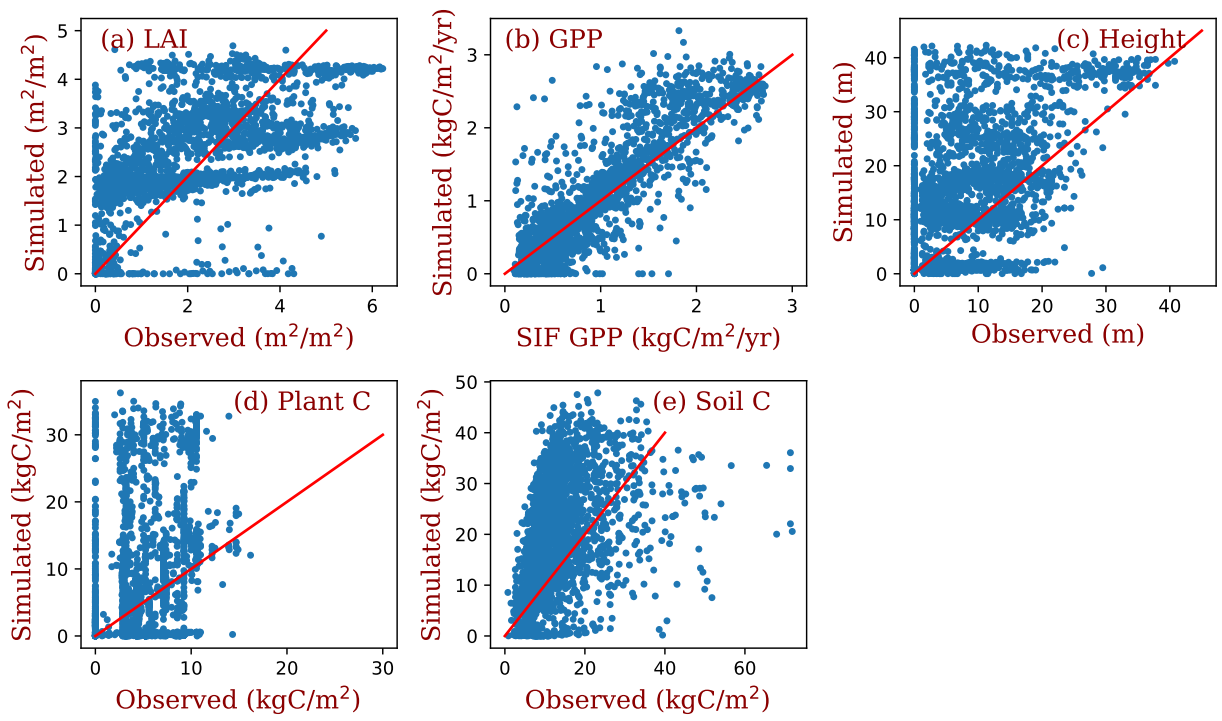 (a) LAI
Simulated (m²/m²)
5
4
3
2
1
0
0 2 4 6
Observed (m²/m²)
(b) GPP
Simulated (kgC/m²/yr)
3
2
1
0
0 1 2 3
SIF GPP (kgC/m²/yr)
(c) Height
Simulated (m)
40
30
20
10
0
0 10 20 30 40
Observed (m)
(d) Plant C
Simulated (kgC/m²)
30
20
10
0
0 10 20 30
Observed (kgC/m²)
(e) Soil C
Simulated (kgC/m²)
50
40
30
20
10
0
0 20 40 60
Observed (kgC/m²)